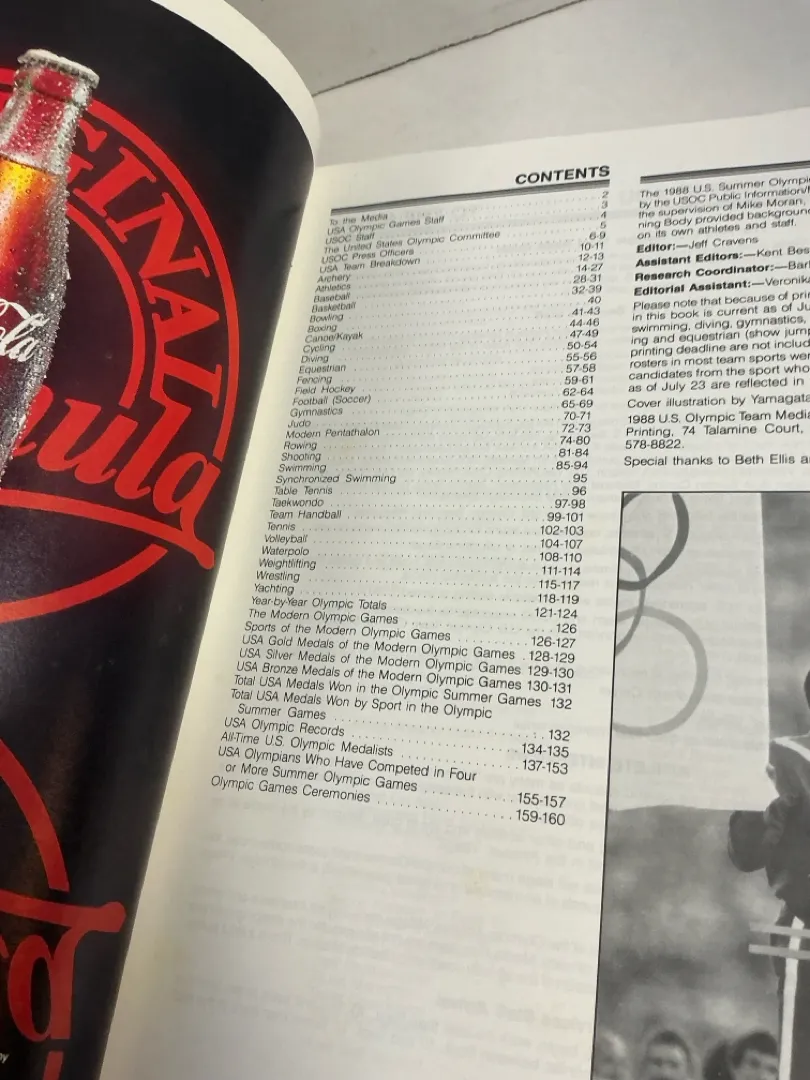 GINAL
mula
CONTENTS
To the Media 2
USA Olympic Games Staff 3
USOC Staff 4
The United States Olympic Committee 5
USOC Press Officers 6-9
USA Team Breakdown 10-11
Archery 12-13
Athletics 14-27
Baseball 28-31
Basketball 32-39
Bowling 40
Boxing 41-43
Canoe/Kayak 44-46
Cycling 47-49
Diving 50-54
Equestrian 55-56
Fencing 57-58
Field Hockey 59-61
Football (Soccer) 62-64
Gymnastics 65-69
Judo 70-71
Modern Pentathlon 72-73
Rowing 74-80
Shooting 81-84
Swimming 85-94
Synchronized Swimming 95
Table Tennis 96
Taekwondo 97-98
Team Handball 99-101
Tennis 102-103
Volleyball 104-107
Waterpolo 108-110
Weightlifting 111-114
Wrestling 115-117
Yachting 118-119
Year-by-Year Olympic Totals 121-124
The Modern Olympic Games 126
Sports of the Modern Olympic Games 126-127
USA Gold Medals of the Modern Olympic Games 128-129
USA Silver Medals of the Modern Olympic Games 129-130
USA Bronze Medals of the Modern Olympic Games 130-131
Total USA Medals Won in the Olympic Summer Games 132
Total USA Medals Won by Sport in the Olympic
Summer Games 132
USA Olympic Records 134-135
All-Time U.S. Olympic Medalists 137-153
USA Olympians Who Have Competed in Four
or More Summer Olympic Games 155-157
Olympic Games Ceremonies 159-160
The 1988 U.S. Summer Olympi
by the USOC Public Information/
the supervision of Mike Moran,
ning Body provided backgroun
on its own athletes and staff.
Editor:—Jeff Cravens
Assistant Editors:—Kent Bes
Research Coordinator:—Bar
Editorial Assistant:—Veronik
Please note that because of pri
in this book is current as of Ju
swimming, diving, gymnastics,
ing and equestrian (show jump
printing deadline are not includ
rosters in most team sports wer
candidates from the sport who
as of July 23 are reflected in
Cover illustration by Yamagata
1988 U.S. Olympic Team Media
Printing, 74 Talamine Court,
578-8822.
Special thanks to Beth Ellis a